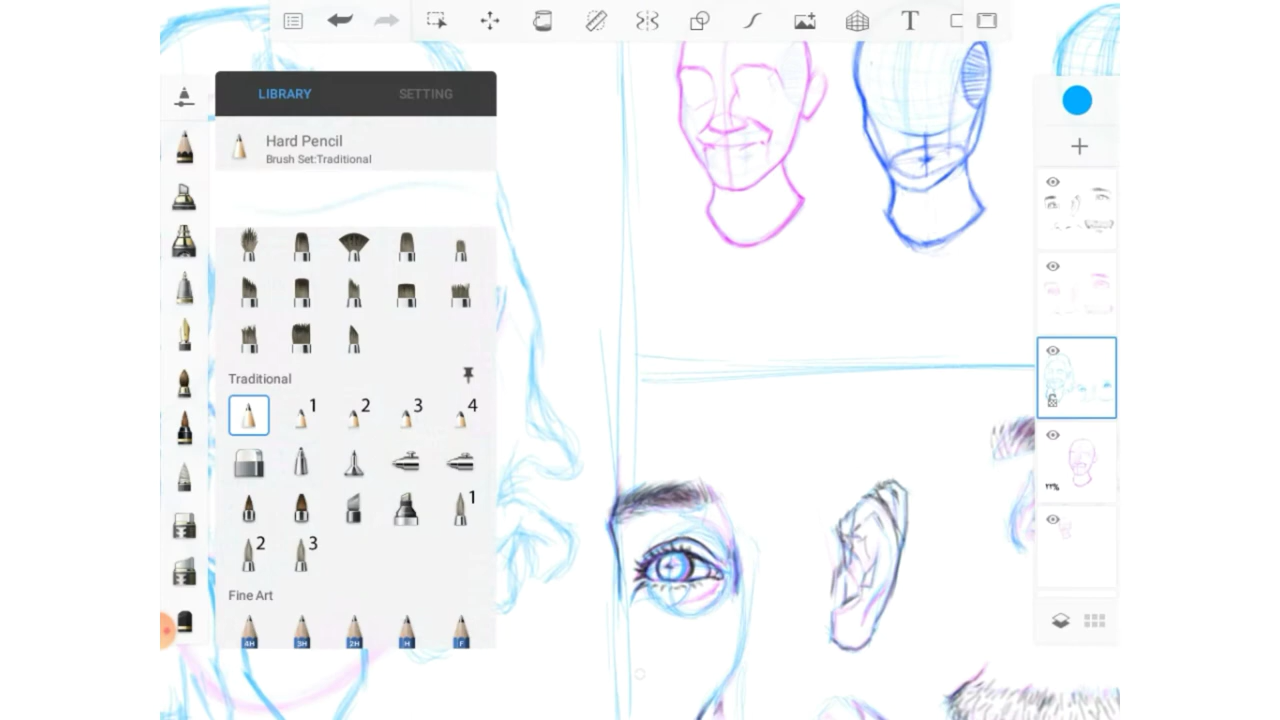 T
LIBRARY SETTING
Hard Pencil
Brush Set:Traditional
Traditional
1 2 3 4
1
2 3
Fine Art
4H 3H 2H H F
۲۲%